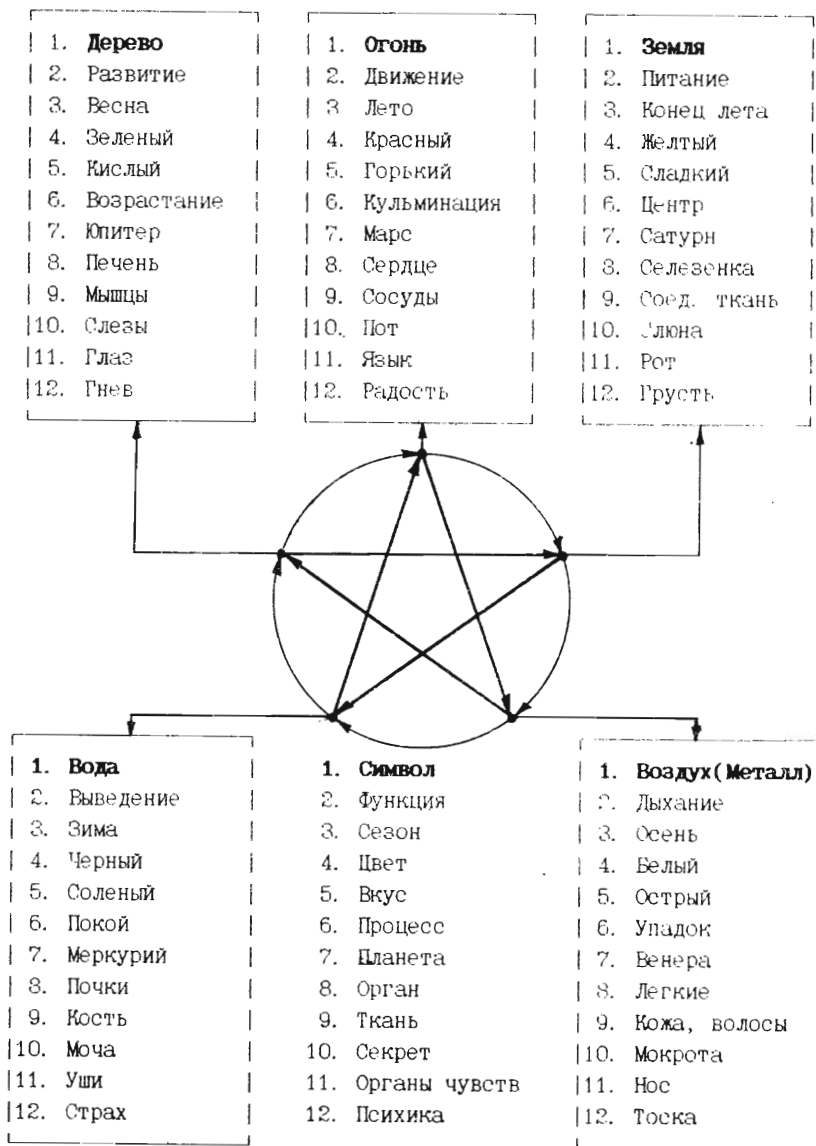 1. Дерево
2. Развитие
3. Весна
4. Зеленый
5. Кислый
6. Возрастание
7. Юпитер
8. Печень
9. Мышцы
10. Слезы
11. Глаз
12. Гнев
1. Огонь
2. Движение
3 Лето
4. Красный
5. Горький
6. Кульминация
7. Марс
8. Сердце
9. Сосуды
10. Пот
11. Язык
12. Радость
1. Земля
2. Питание
3. Конец лета
4. Желтый
5. Сладкий
6. Центр
7. Сатурн
8. Селезенка
9. Соед. ткань
10. Слюна
11. Рот
12. Грусть
1. Вода
2. Выведение
3. Зима
4. Черный
5. Соленый
6. Покой
7. Меркурий
8. Почки
9. Кость
10. Моча
11. Уши
12. Страх
1. Символ
2. Функция
3. Сезон
4. Цвет
5. Вкус
6. Процесс
7. Планета
8. Орган
9. Ткань
10. Секрет
11. Органы чувств
12. Психика
1. Воздух(Металл)
2. Дыхание
3. Осень
4. Белый
5. Острый
6. Упадок
7. Венера
8. Легкие
9. Кожа, волосы
10. Мокрота
11. Нос
12. Тоска